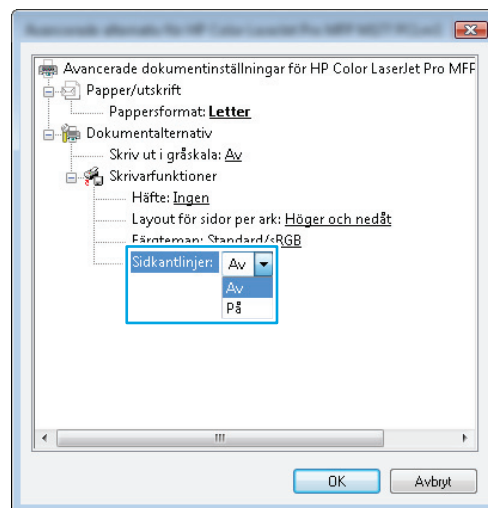 Avancerade dokumentinställningar för HP Color LaserJet Pro MFF
Papper/utskrift
Pappersformat: Letter
Dokumentalternativ
Skriv ut i gråskala: Av
Skrivarfunktioner
Häfte: Ingen
Layout för sidor per ark: Höger och nedåt
Färgteman: Standard/sRGB
Sidkantlinjer: Av
Av
På
OK Avbryt